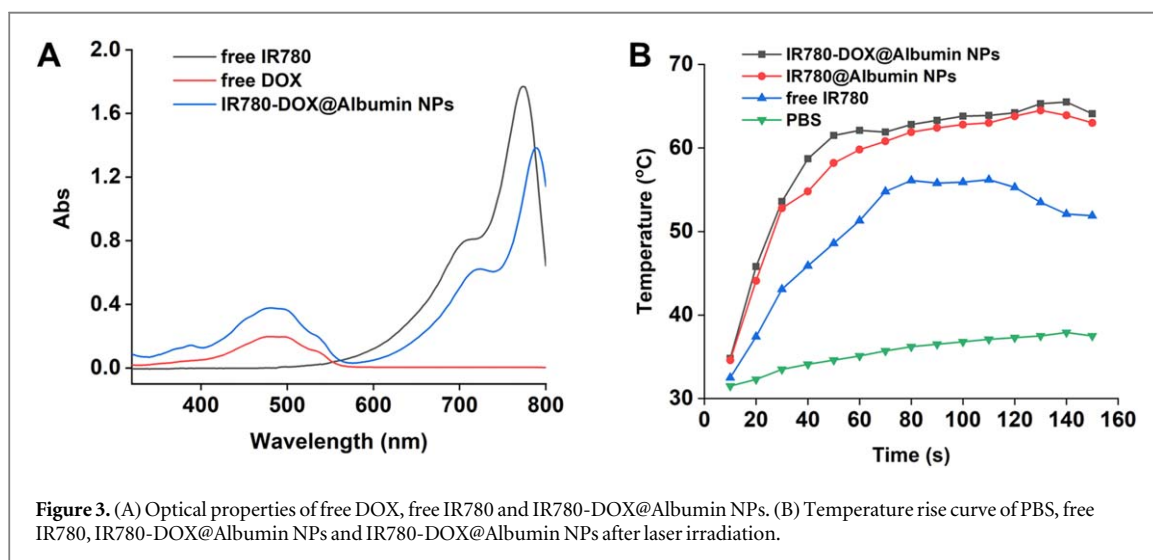 A
2.0
1.6
1.2
0.8
0.4
0.0
Abs
free IR780
free DOX
IR780-DOX@Albumin NPs
400 500 600 700 800
Wavelength (nm)
B
70
60
50
40
30
Temperature (ºC)
IR780-DOX@Albumin NPs
IR780@Albumin NPs
free IR780
PBS
0 20 40 60 80 100 120 140 160
Time (s)
Figure 3. (A) Optical properties of free DOX, free IR780 and IR780-DOX@Albumin NPs. (B) Temperature rise curve of PBS, free
IR780, IR780-DOX@Albumin NPs and IR780-DOX@Albumin NPs after laser irradiation.